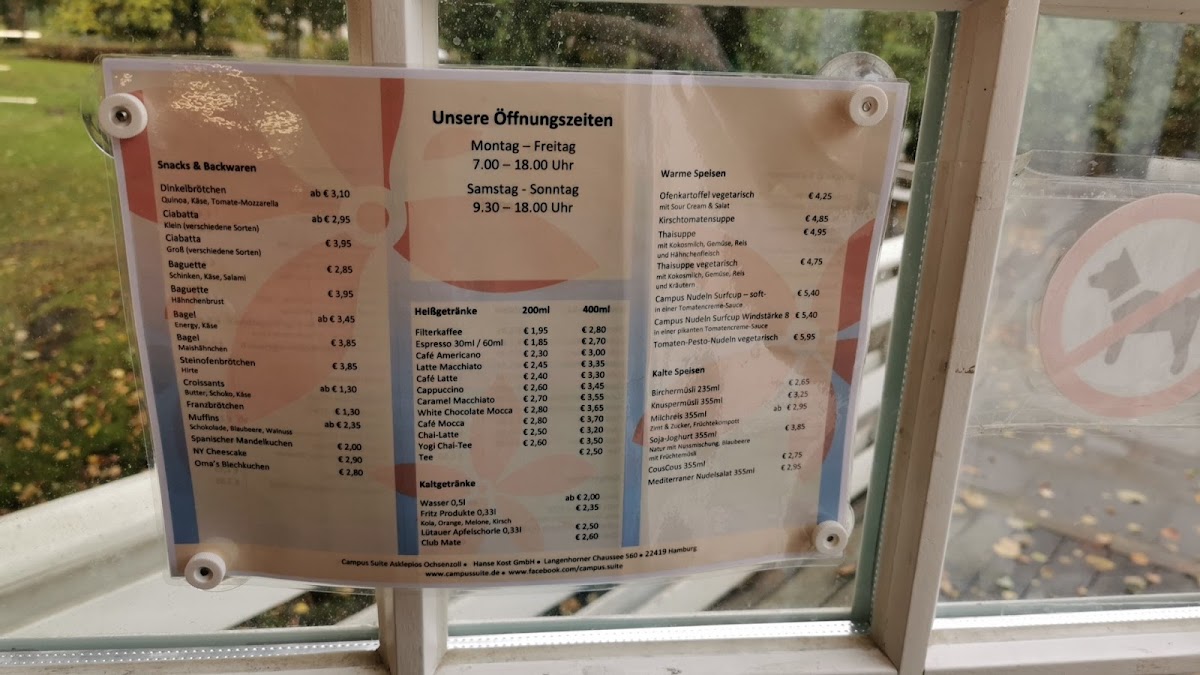 Unsere Öffnungszeiten
Montag – Freitag
7.00 – 18.00 Uhr
Samstag - Sonntag
9.30 – 18.00 Uhr
Snacks & Backwaren
Dinkelbrötchen ab € 3,10
Quinoa, Käse, Tomate-Mozzarella
Ciabatta ab € 2,95
Klein (verschiedene Sorten)
Ciabatta € 3,95
Groß (verschiedene Sorten)
Baguette € 2,85
Schinken, Käse, Salami
Baguette € 3,95
Hähnchenbrust
Bagel ab € 3,45
Energy, Käse
Bagel € 3,85
Maishähnchen
Steinofenbrötchen € 3,85
Hirte
Croissants ab € 1,30
Butter, Schoko, Käse
Franzbrötchen € 1,30
Muffins ab € 2,35
Schokolade, Blaubeere, Walnuss
Spanischer Mandelkuchen € 2,00
NY Cheescake € 2,90
Oma's Blechkuchen € 2,80
Heißgetränke 200ml 400ml
Filterkaffee € 1,95 € 2,80
Espresso 30ml / 60ml € 1,85 € 2,70
Café Americano € 2,30 € 3,00
Latte Macchiato € 2,45 € 3,35
Café Latte € 2,40 € 3,30
Cappuccino € 2,60 € 3,45
Caramel Macchiato € 2,70 € 3,55
White Chocolate Mocca € 2,80 € 3,65
Café Mocca € 2,80 € 3,70
Chai-Latte € 2,50 € 3,20
Yogi Chai-Tee € 2,60 € 3,50
Tee € 2,50
Kaltgetränke
Wasser 0,5l ab € 2,00
Fritz Produkte 0,33l € 2,35
Kola, Orange, Melone, Kirsch
Lütauer Apfelschorle 0,33l € 2,50
Club Mate € 2,60
Warme Speisen
Ofenkartoffel vegetarisch € 4,25
mit Sour Cream & Salat
Kirschtomatensuppe € 4,85
Thaisuppe € 4,95
mit Kokosmilch, Gemüse, Reis
und Hähnchenfleisch
Thaisuppe vegetarisch € 4,75
mit Kokosmilch, Gemüse, Reis
und Kräutern
Campus Nudeln Surfcup – soft- € 5,40
in einer Tomatencreme-Sauce
Campus Nudeln Surfcup Windstärke 8 € 5,40
in einer pikanten Tomatencreme-Sauce
Tomaten-Pesto-Nudeln vegetarisch € 5,95
Kalte Speisen
Birchermüsli 235ml € 2,65
Knuspermüsli 355ml € 3,25
Milchreis 355ml ab € 2,95
Zimt & Zucker, Früchtekompott
Soja-Joghurt 355ml € 3,85
Natur mit Nussmischung, Blaubeere
mit Früchtemüsli
CousCous 355ml € 2,75
Mediterraner Nudelsalat 355ml € 2,95
Campus Suite Asklepios Ochsenzoll • Hanse Kost GmbH • Langenhorner Chaussee 560 • 22419 Hamburg
www.campussuite.de • www.facebook.com/campus.suite